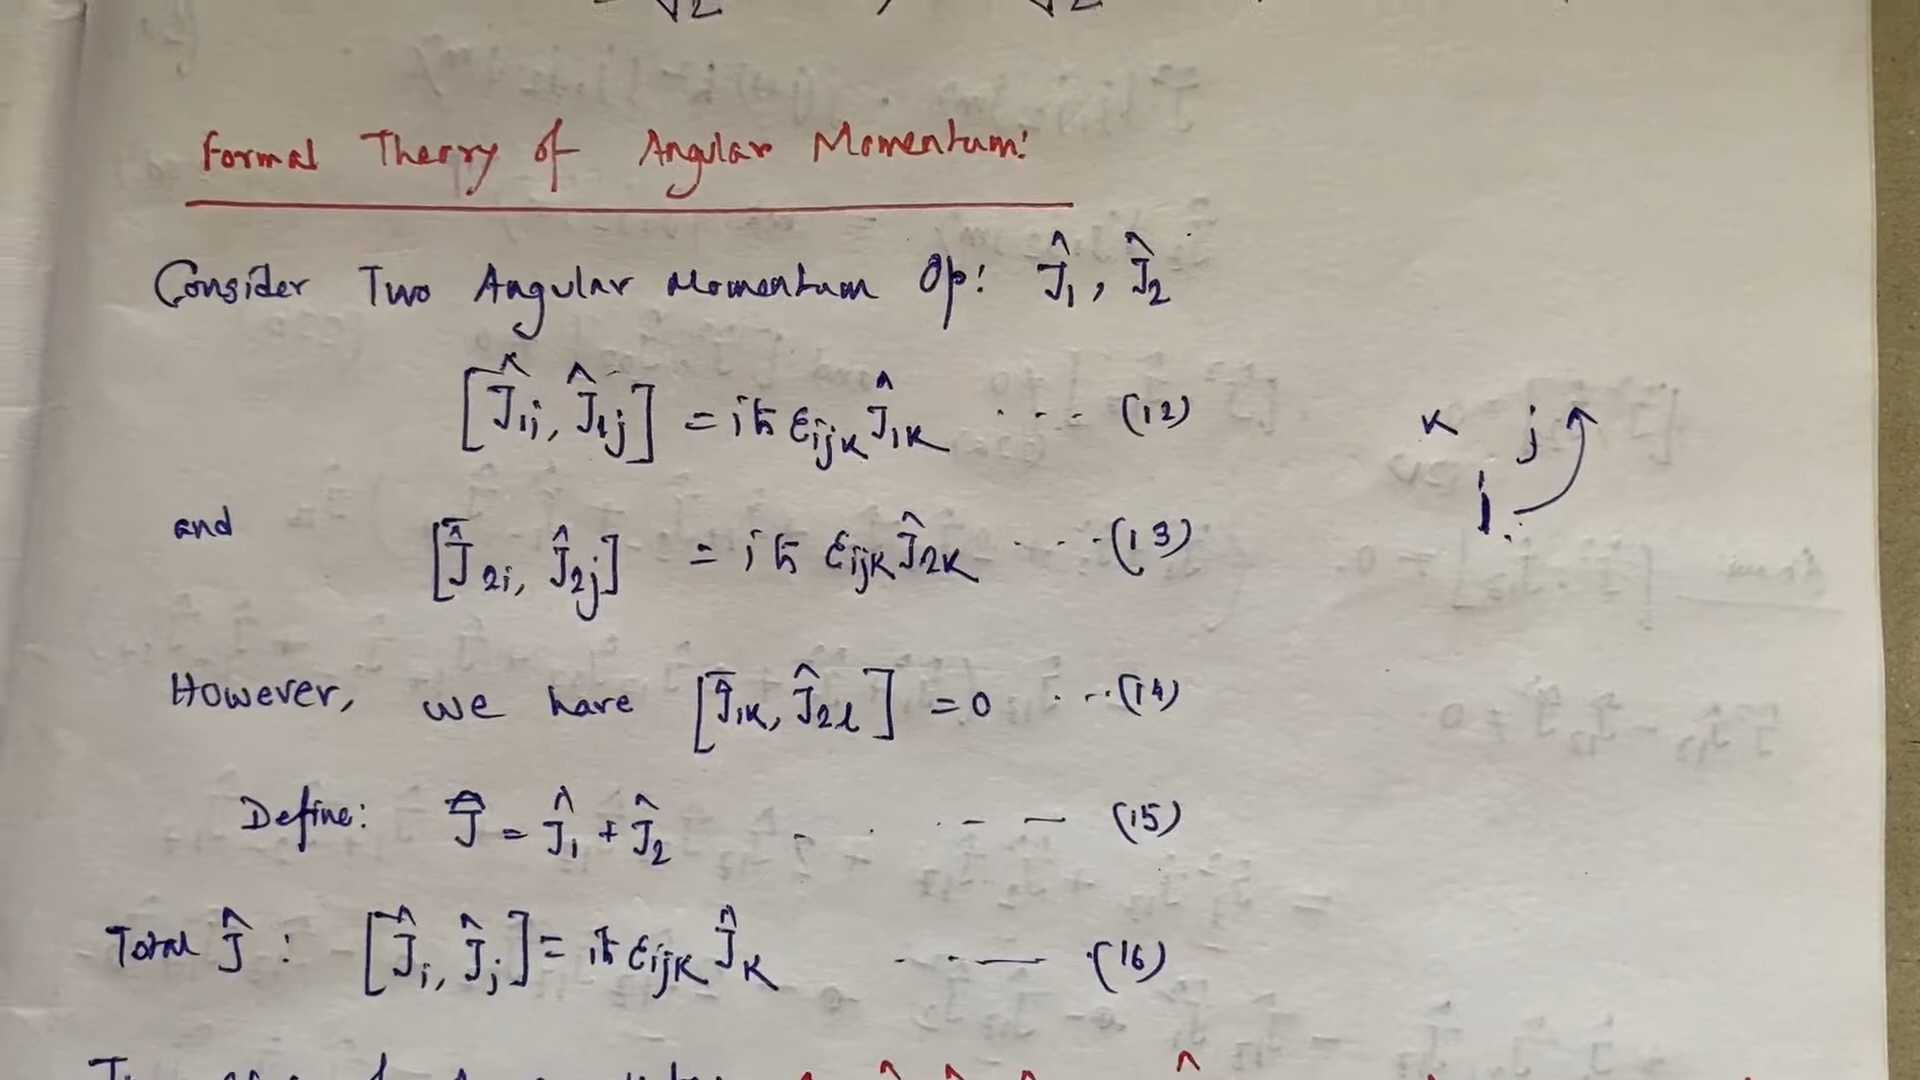 √2 , √2
Formal Theory of Angular Momentum:
Consider Two Angular Momentum Op: Ĵ₁, Ĵ₂
[Ĵ₁ᵢ, Ĵ₁ⱼ] = iħ εᵢⱼₖ Ĵ₁ₖ ... (12)
k j
i
and [Ĵ₂ᵢ, Ĵ₂ⱼ] = iħ εᵢⱼₖ Ĵ₂ₖ ... (13)
However, we have [Ĵ₁ₖ, Ĵ₂ₗ] = 0 ... (14)
Define: Ĵ = Ĵ₁ + Ĵ₂ ... (15)
Total Ĵ : [Ĵᵢ, Ĵⱼ] = iħ εᵢⱼₖ Ĵₖ ... (16)